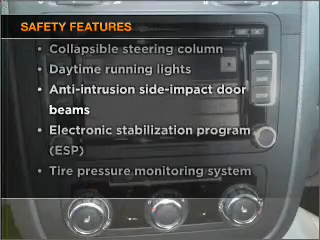 SAFETY FEATURES
• Collapsible steering column
• Daytime running lights
• Anti-intrusion side-impact door
beams
• Electronic stabilization program
(ESP)
• Tire pressure monitoring system